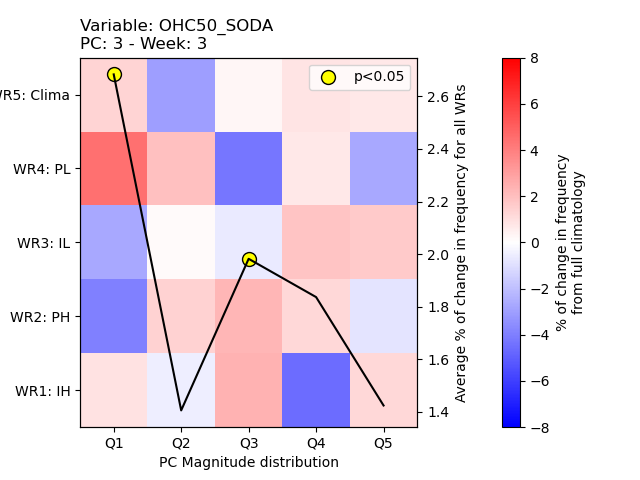 Variable: OHC50_SODA
PC: 3 - Week: 3
p<0.05
WR5: Clima
WR4: PL
WR3: IL
WR2: PH
WR1: IH
Q1 Q2 Q3 Q4 Q5
PC Magnitude distribution
2.6
2.4
2.2
2.0
1.8
1.6
1.4
Average % of change in frequency for all WRs
8
6
4
2
0
−2
−4
−6
−8
% of change in frequency
from full climatology